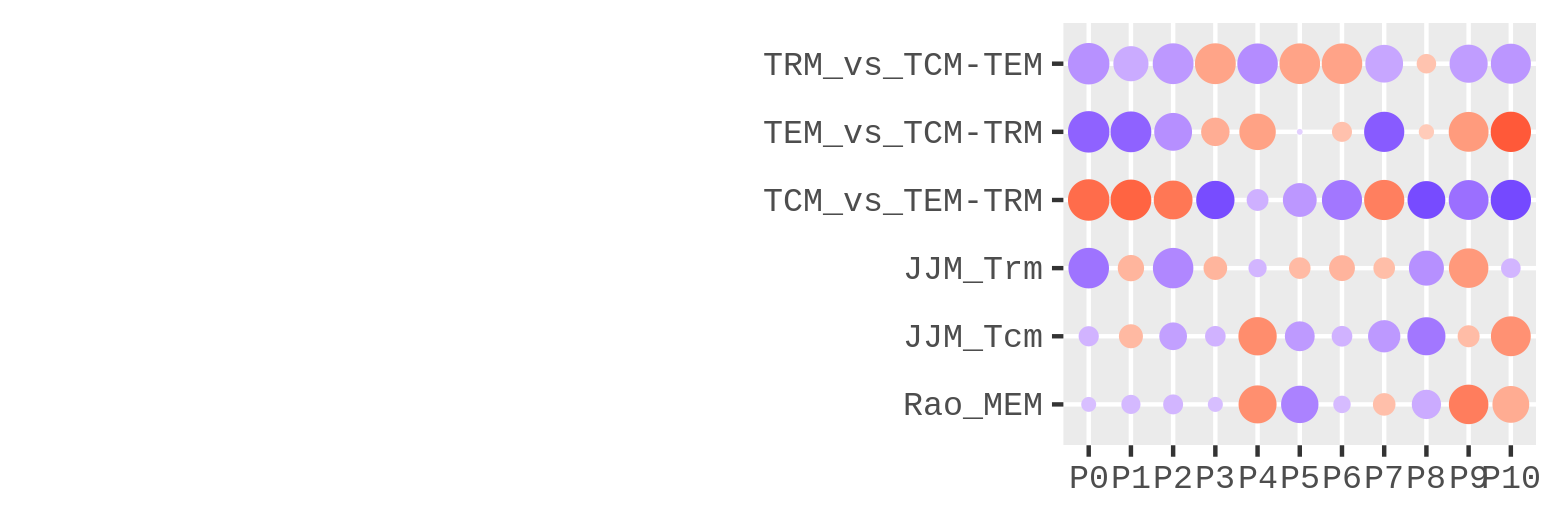 TRM_vs_TCM-TEM
TEM_vs_TCM-TRM
TCM_vs_TEM-TRM
JJM_Trm
JJM_Tcm
Rao_MEM
P0 P1 P2 P3 P4 P5 P6 P7 P8 P9 P10